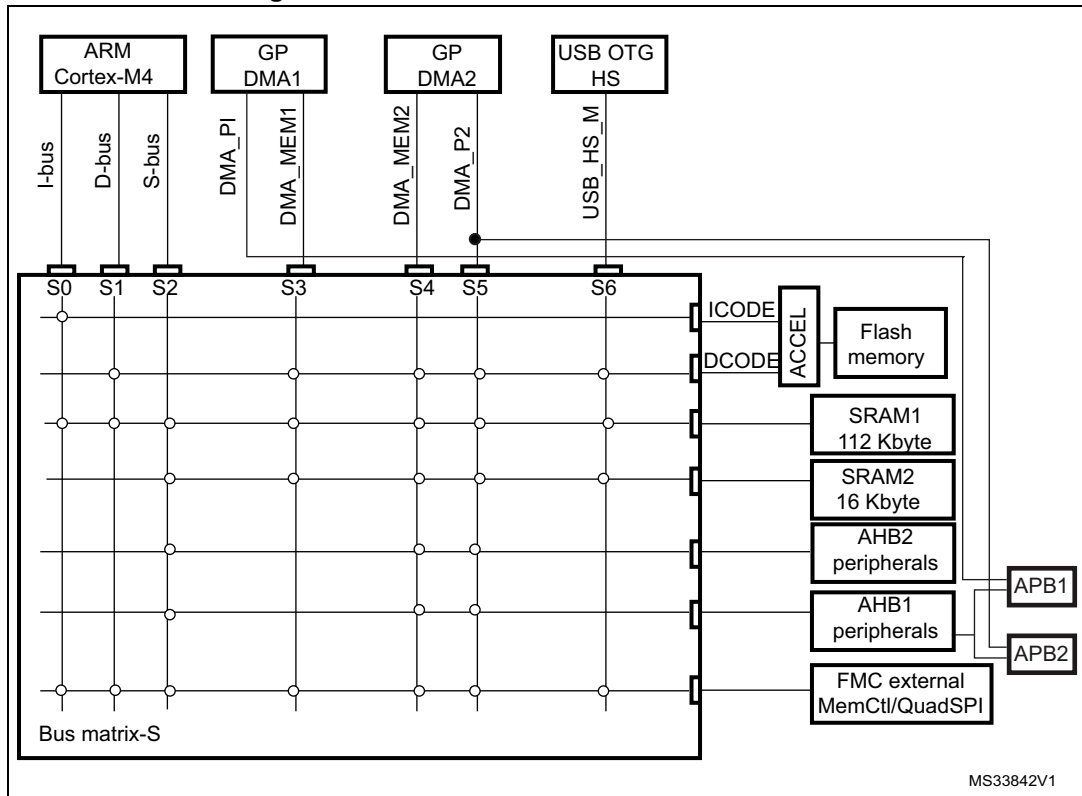 ARM
Cortex-M4
GP
DMA1
GP
DMA2
USB OTG
HS
I-bus
D-bus
S-bus
DMA_PI
DMA_MEM1
DMA_MEM2
DMA_P2
USB_HS_M
S0
S1
S2
S3
S4
S5
S6
ICODE
DCODE
ACCEL
Flash
memory
SRAM1
112 Kbyte
SRAM2
16 Kbyte
AHB2
peripherals
AHB1
peripherals
APB1
APB2
FMC external
MemCtl/QuadSPI
Bus matrix-S
MS33842V1